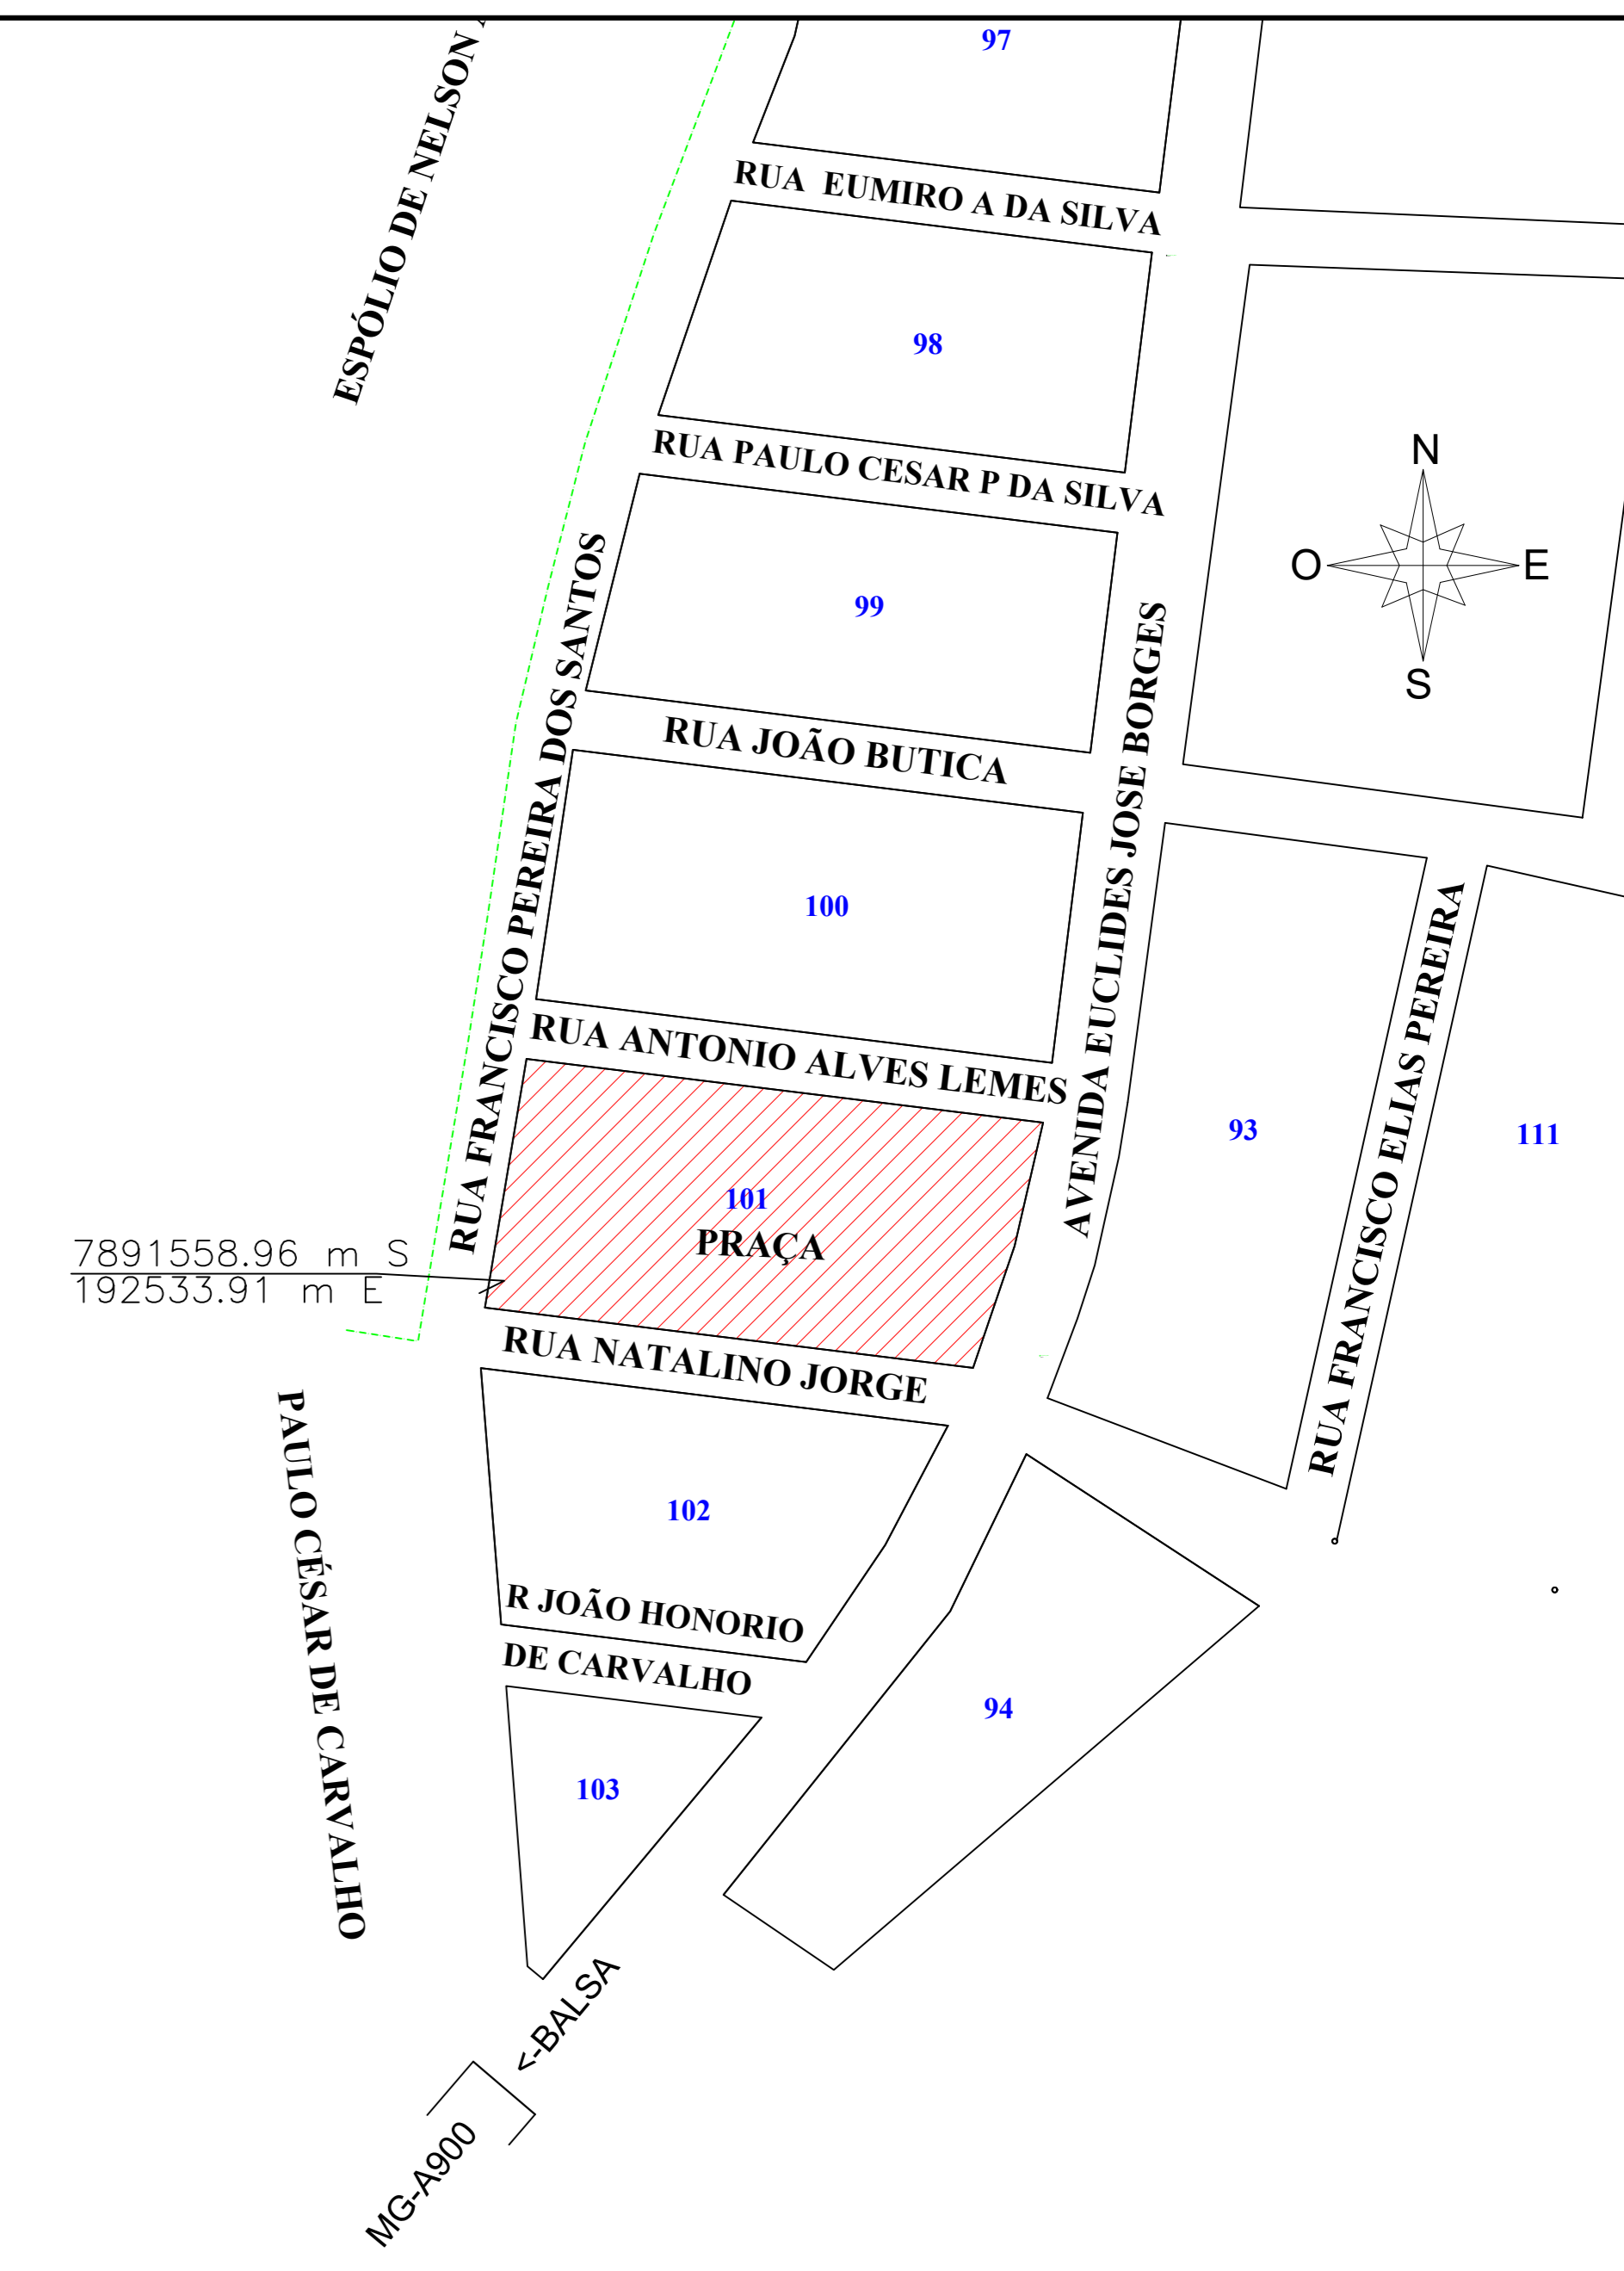 97
ESPÓLIO DE NELSON
RUA EUMIRO A DA SILVA
98
RUA PAULO CESAR P DA SILVA
N
O
E
S
99
RUA FRANCISCO PEREIRA DOS SANTOS
RUA JOÃO BUTICA
AVENIDA EUCLIDES JOSE BORGES
100
RUA ANTONIO ALVES LEMES
RUA FRANCISCO ELIAS PEREIRA
93
111
101
PRAÇA
7891558.96 m S
192533.91 m E
RUA NATALINO JORGE
PAULO CÉSAR DE CARVALHO
102
R JOÃO HONORIO
DE CARVALHO
94
103
<-BALSA
MG-A900